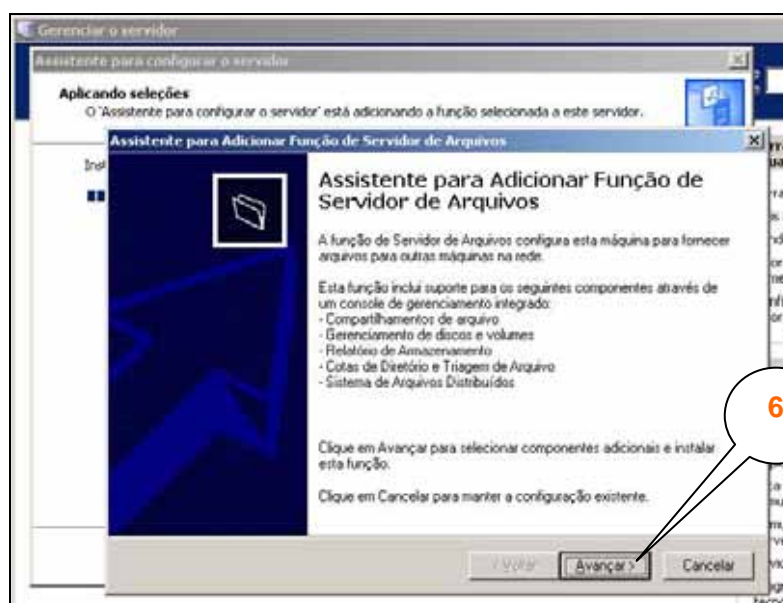 Gerenciar o servidor
Assistente para configurar o servidor
Aplicando seleções
O 'Assistente para configurar o servidor' está adicionando a função selecionada a este servidor.
Assistente para Adicionar Função de Servidor de Arquivos
Assistente para Adicionar Função de
Servidor de Arquivos
A função de Servidor de Arquivos configura esta máquina para fornecer
arquivos para outras máquinas na rede.
Esta função inclui suporte para os seguintes componentes através de
um console de gerenciamento integrado:
- Compartilhamentos de arquivo
- Gerenciamento de discos e volumes
- Relatório de Armazenamento
- Cotas de Diretório e Triagem de Arquivo
- Sistema de Arquivos Distribuídos
6
Clique em Avançar para selecionar componentes adicionais e instalar
esta função.
Clique em Cancelar para manter a configuração existente.
< Voltar Avançar > Cancelar